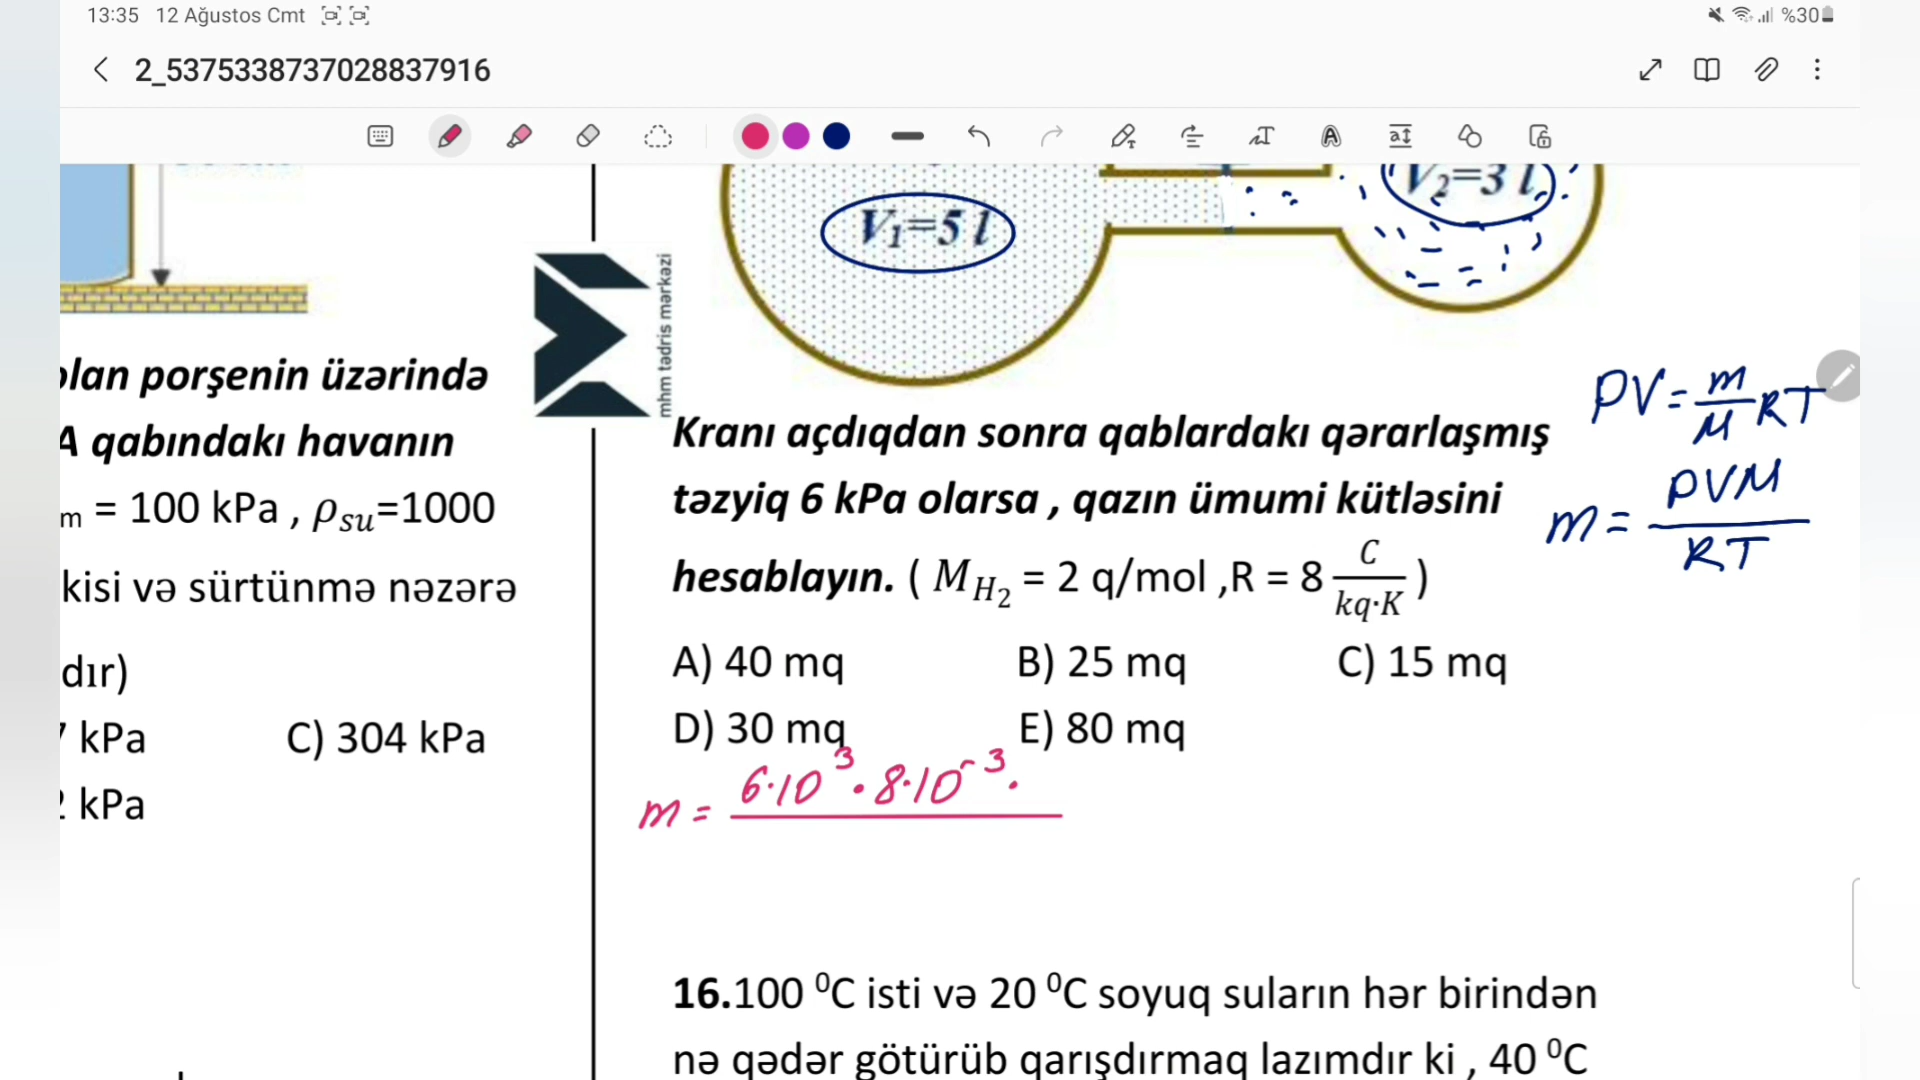 13:35 12 Ağustos Cmt %30
2_5375338737028837916
V₁=5 l
V₂=3 l
mhm tədris mərkəzi
olan porşenin üzərində
A qabındakı havanın
m = 100 kPa , ρsu=1000
kisi və sürtünmə nəzərə
dır)
kPa C) 304 kPa
kPa
Kranı açdıqdan sonra qablardakı qərarlaşmış
təzyiq 6 kPa olarsa , qazın ümumi kütləsini
hesablayın. ( M_H₂ = 2 q/mol ,R = 8 C/kq·K )
A) 40 mq B) 25 mq C) 15 mq
D) 30 mq E) 80 mq
PV = m/M RT
m = PVM/RT
m = 6·10³ · 8·10⁻³ ·
16.100 ⁰C isti və 20 ⁰C soyuq suların hər birindən
nə qədər götürüb qarışdırmaq lazımdır ki , 40 ⁰C